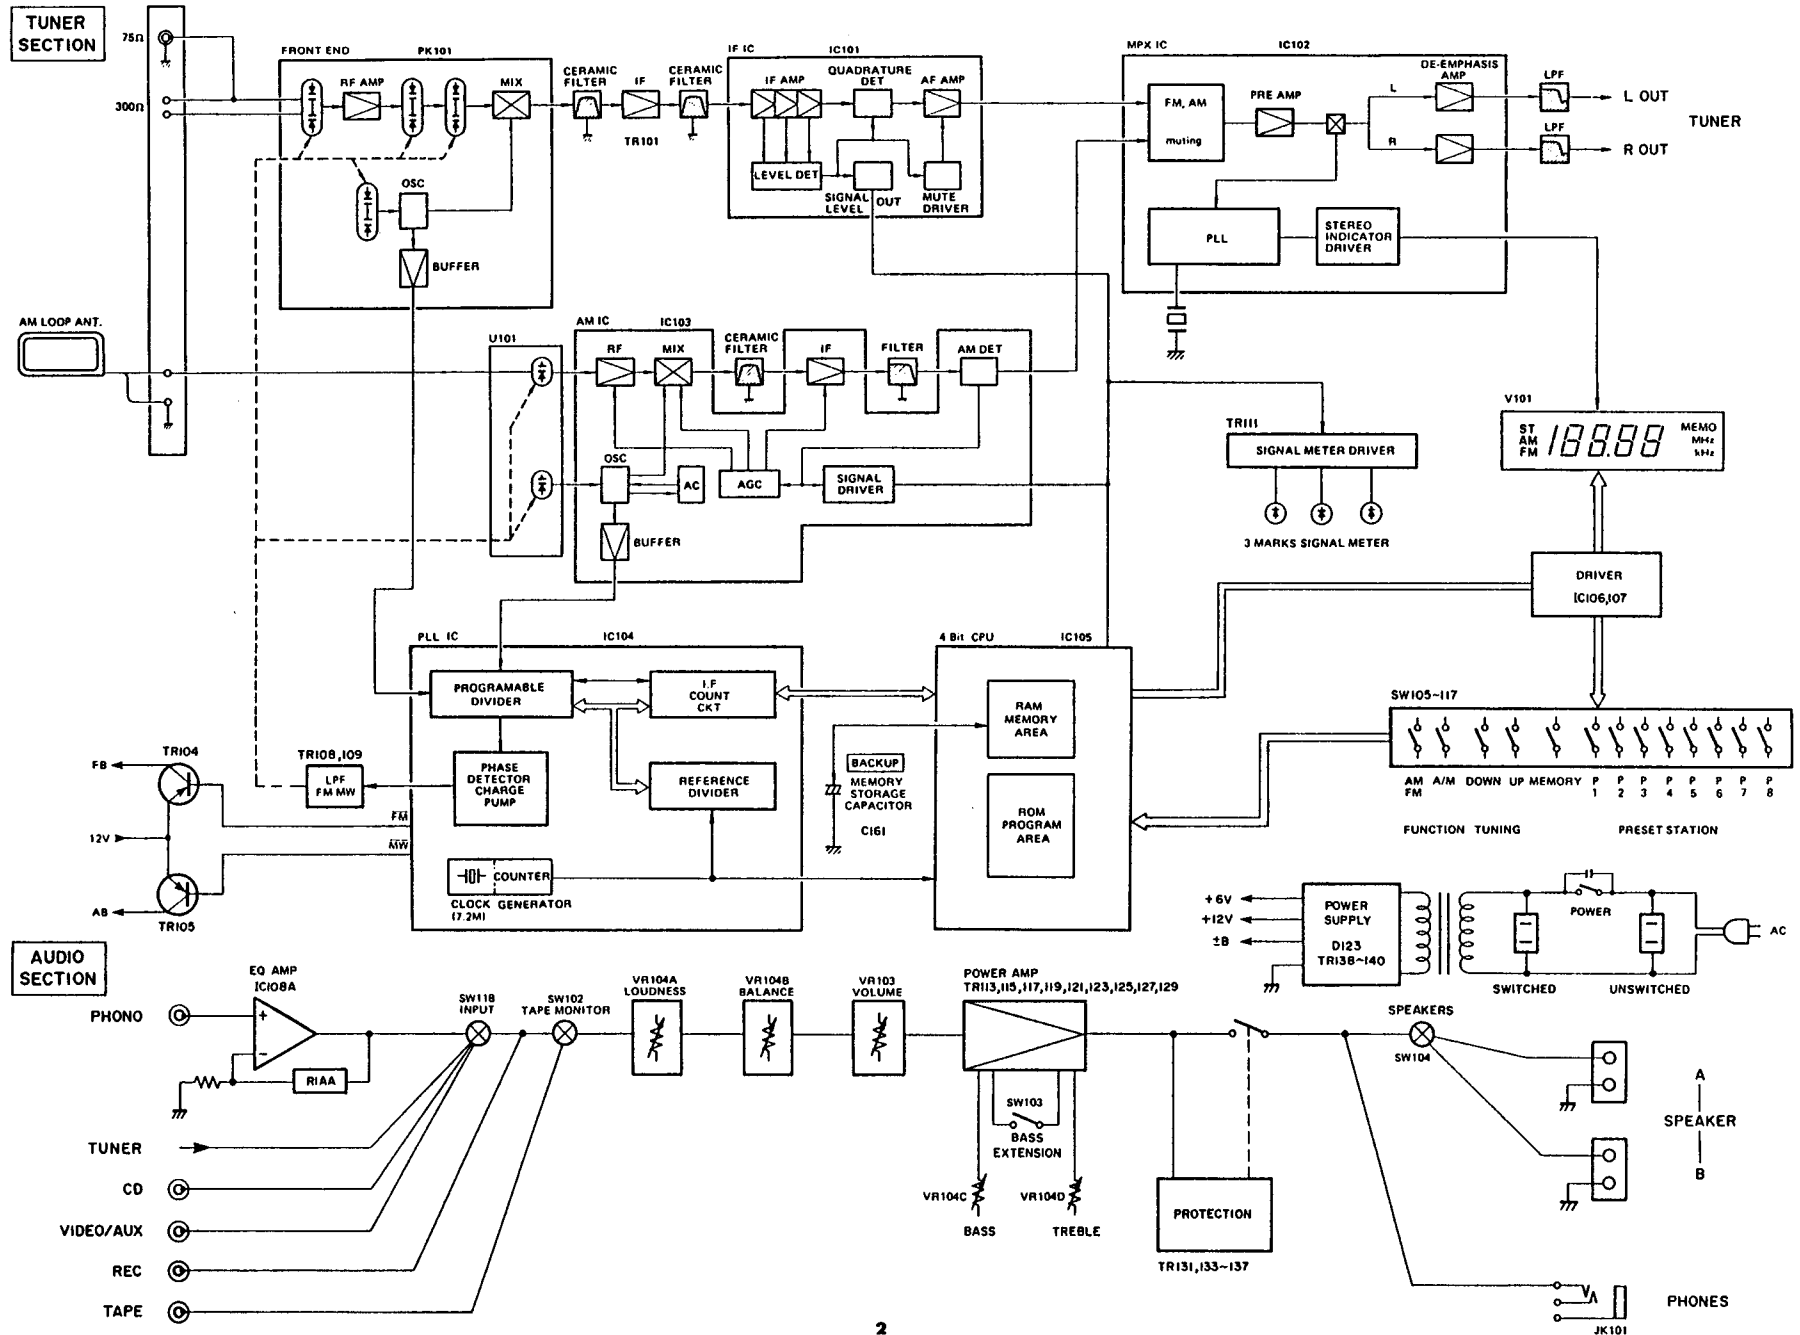 TUNER
SECTION
75Ω
300Ω
FRONT END
PK101
RF AMP
MIX
OSC
BUFFER
CERAMIC
FILTER
IF
TR101
CERAMIC
FILTER
IF IC
IC101
IF AMP
QUADRATURE
DET
AF AMP
LEVEL DET
SIGNAL OUT
LEVEL
MUTE
DRIVER
MPX IC
IC102
FM, AM
muting
PRE AMP
DE-EMPHASIS
AMP
L
R
LPF
LPF
L OUT
R OUT
TUNER
PLL
STEREO
INDICATOR
DRIVER
AM LOOP ANT.
U101
AM IC
IC103
RF
MIX
CERAMIC
FILTER
IF
FILTER
AM DET
OSC
AC
AGC
SIGNAL
DRIVER
BUFFER
TR111
SIGNAL METER DRIVER
3 MARKS SIGNAL METER
V101
ST
AM
FM
188.88
MEMO
MHz
kHz
DRIVER
IC106,107
PLL IC
IC104
PROGRAMABLE
DIVIDER
I.F
COUNT
CKT
PHASE
DETECTOR
CHARGE
PUMP
REFERENCE
DIVIDER
COUNTER
CLOCK GENERATOR
(7.2M)
TR108,109
LPF
FM MW
TR104
FB
12V
AB
TR105
FM
MW
4 Bit CPU
IC105
RAM
MEMORY
AREA
ROM
PROGRAM
AREA
BACKUP
MEMORY
STORAGE
CAPACITOR
C161
SW105~117
AM
FM
A/M
DOWN
UP
MEMORY
P
1
P
2
P
3
P
4
P
5
P
6
P
7
P
8
FUNCTION TUNING
PRESET STATION
+6V
+12V
±B
POWER
SUPPLY
D123
TR138~140
POWER
AC
SWITCHED
UNSWITCHED
AUDIO
SECTION
EQ AMP
IC108A
PHONO
+
−
RIAA
SW118
INPUT
SW102
TAPE MONITOR
VR104A
LOUDNESS
VR104B
BALANCE
VR103
VOLUME
POWER AMP
TR113,115,117,119,121,123,125,127,129
SW103
BASS
EXTENSION
VR104C
BASS
VR104D
TREBLE
PROTECTION
TR131,133~137
SPEAKERS
SW104
A
SPEAKER
B
TUNER
CD
VIDEO/AUX
REC
TAPE
PHONES
JK101
2